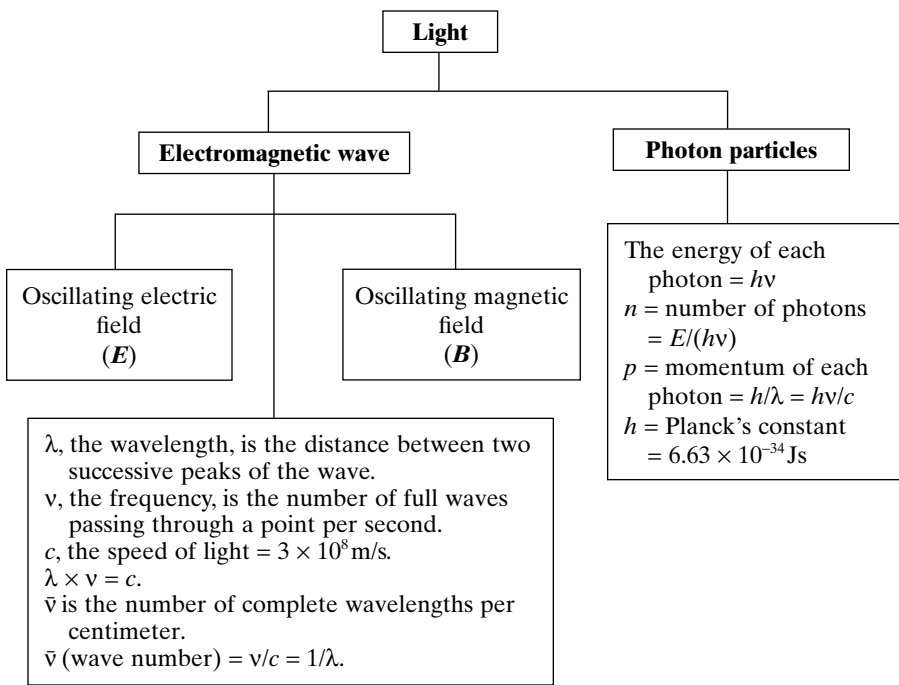 Light
Electromagnetic wave
Photon particles
Oscillating electric
field
(E)
Oscillating magnetic
field
(B)
The energy of each
photon = hν
n = number of photons
= E/(hν)
p = momentum of each
photon = h/λ = hν/c
h = Planck's constant
= 6.63 × 10⁻³⁴ Js
λ, the wavelength, is the distance between two
successive peaks of the wave.
ν, the frequency, is the number of full waves
passing through a point per second.
c, the speed of light = 3 × 10⁸ m/s.
λ × ν = c.
ν̄ is the number of complete wavelengths per
centimeter.
ν̄ (wave number) = ν/c = 1/λ.